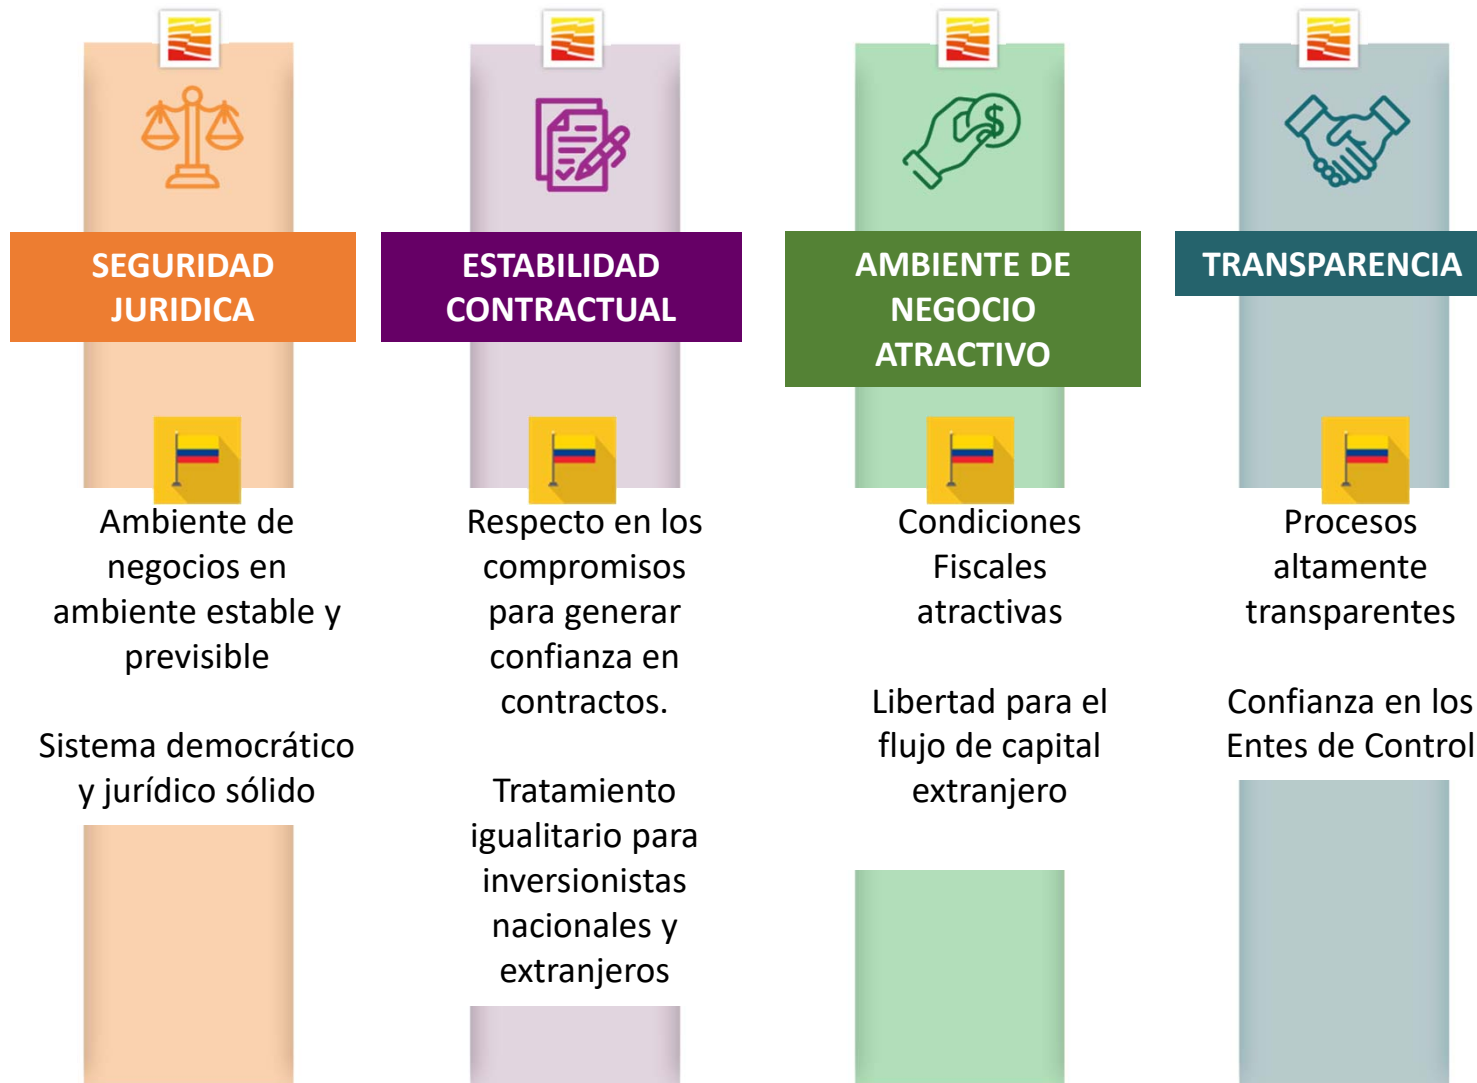 SEGURIDAD
JURIDICA
Ambiente de
negocios en
ambiente estable y
previsible
Sistema democrático
y jurídico sólido
ESTABILIDAD
CONTRACTUAL
Respecto en los
compromisos
para generar
confianza en
contractos.
Tratamiento
igualitario para
inversionistas
nacionales y
extranjeros
AMBIENTE DE
NEGOCIO
ATRACTIVO
Condiciones
Fiscales
atractivas
Libertad para el
flujo de capital
extranjero
TRANSPARENCIA
Procesos
altamente
transparentes
Confianza en los
Entes de Control